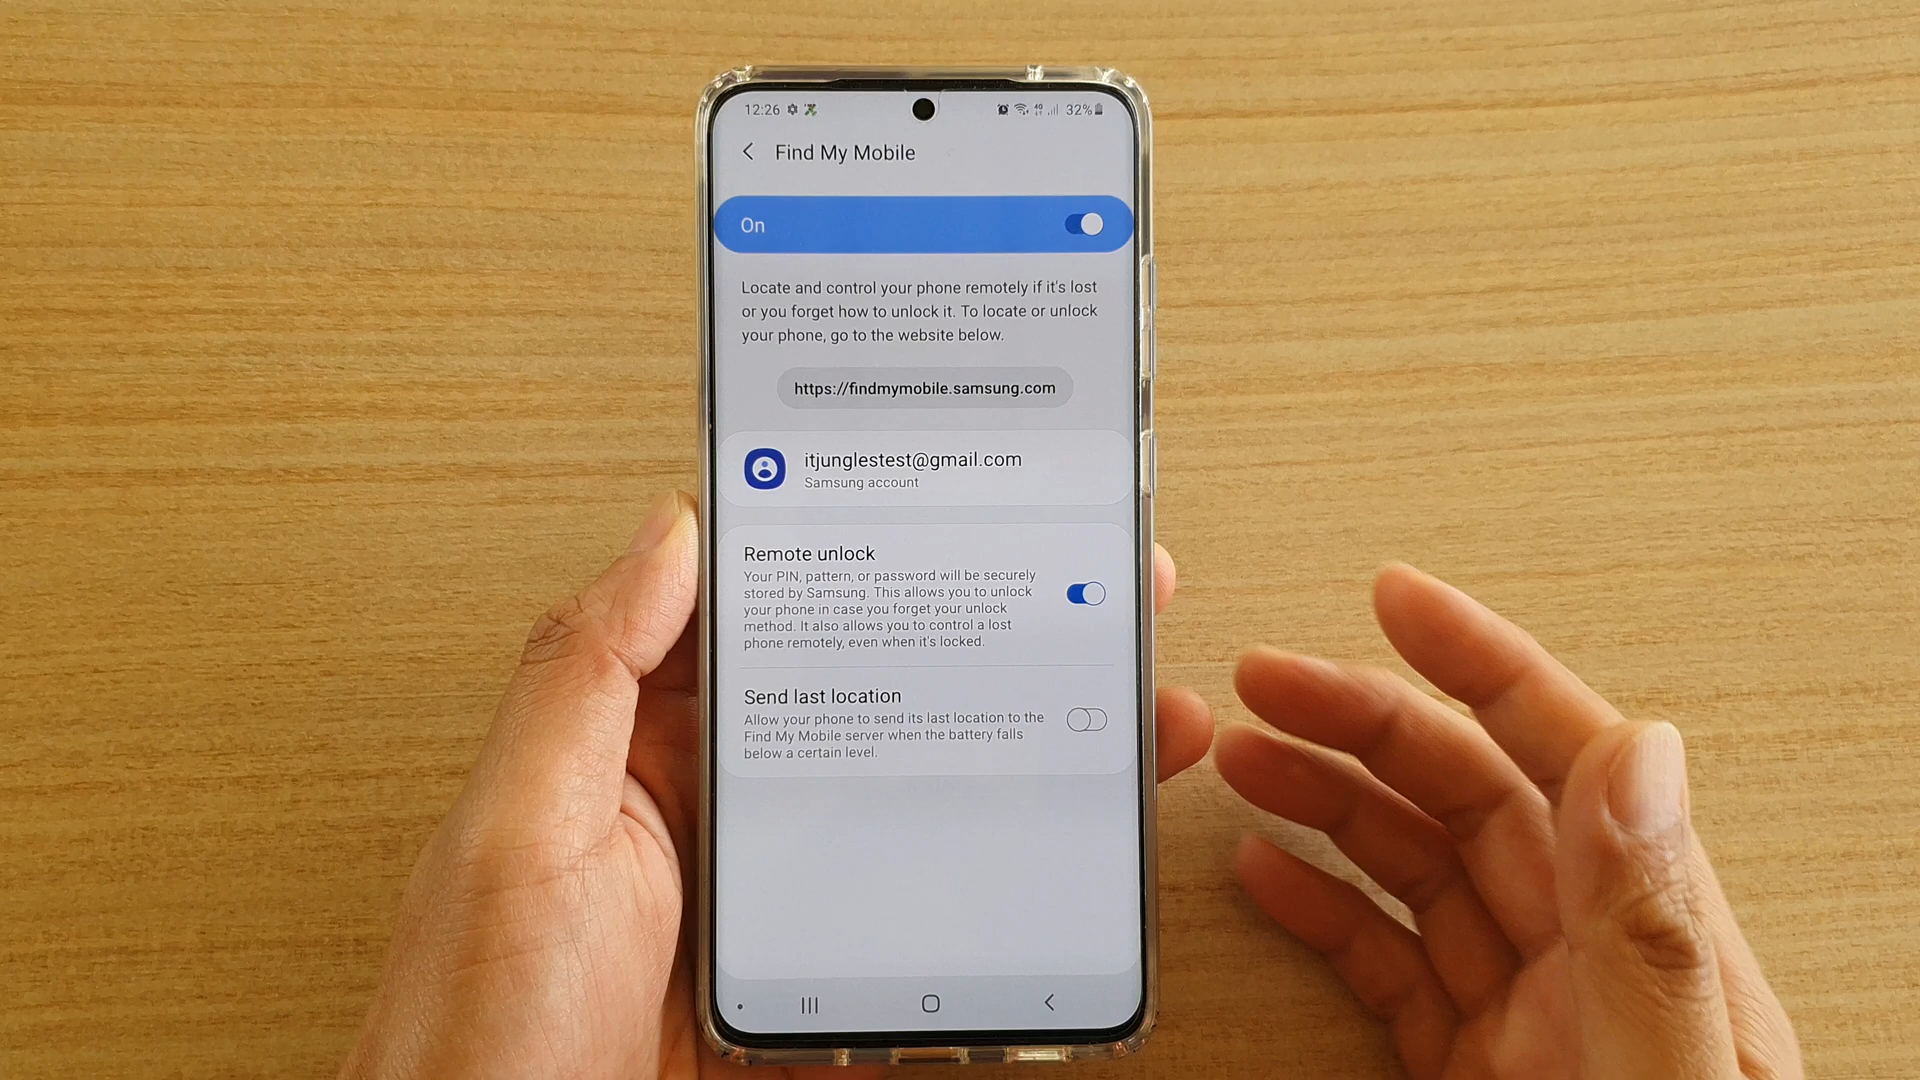 12:26 32%
Find My Mobile
On
Locate and control your phone remotely if it's lost
or you forget how to unlock it. To locate or unlock
your phone, go to the website below.
https://findmymobile.samsung.com
itjunglestest@gmail.com
Samsung account
Remote unlock
Your PIN, pattern, or password will be securely
stored by Samsung. This allows you to unlock
your phone in case you forget your unlock
method. It also allows you to control a lost
phone remotely, even when it's locked.
Send last location
Allow your phone to send its last location to the
Find My Mobile server when the battery falls
below a certain level.